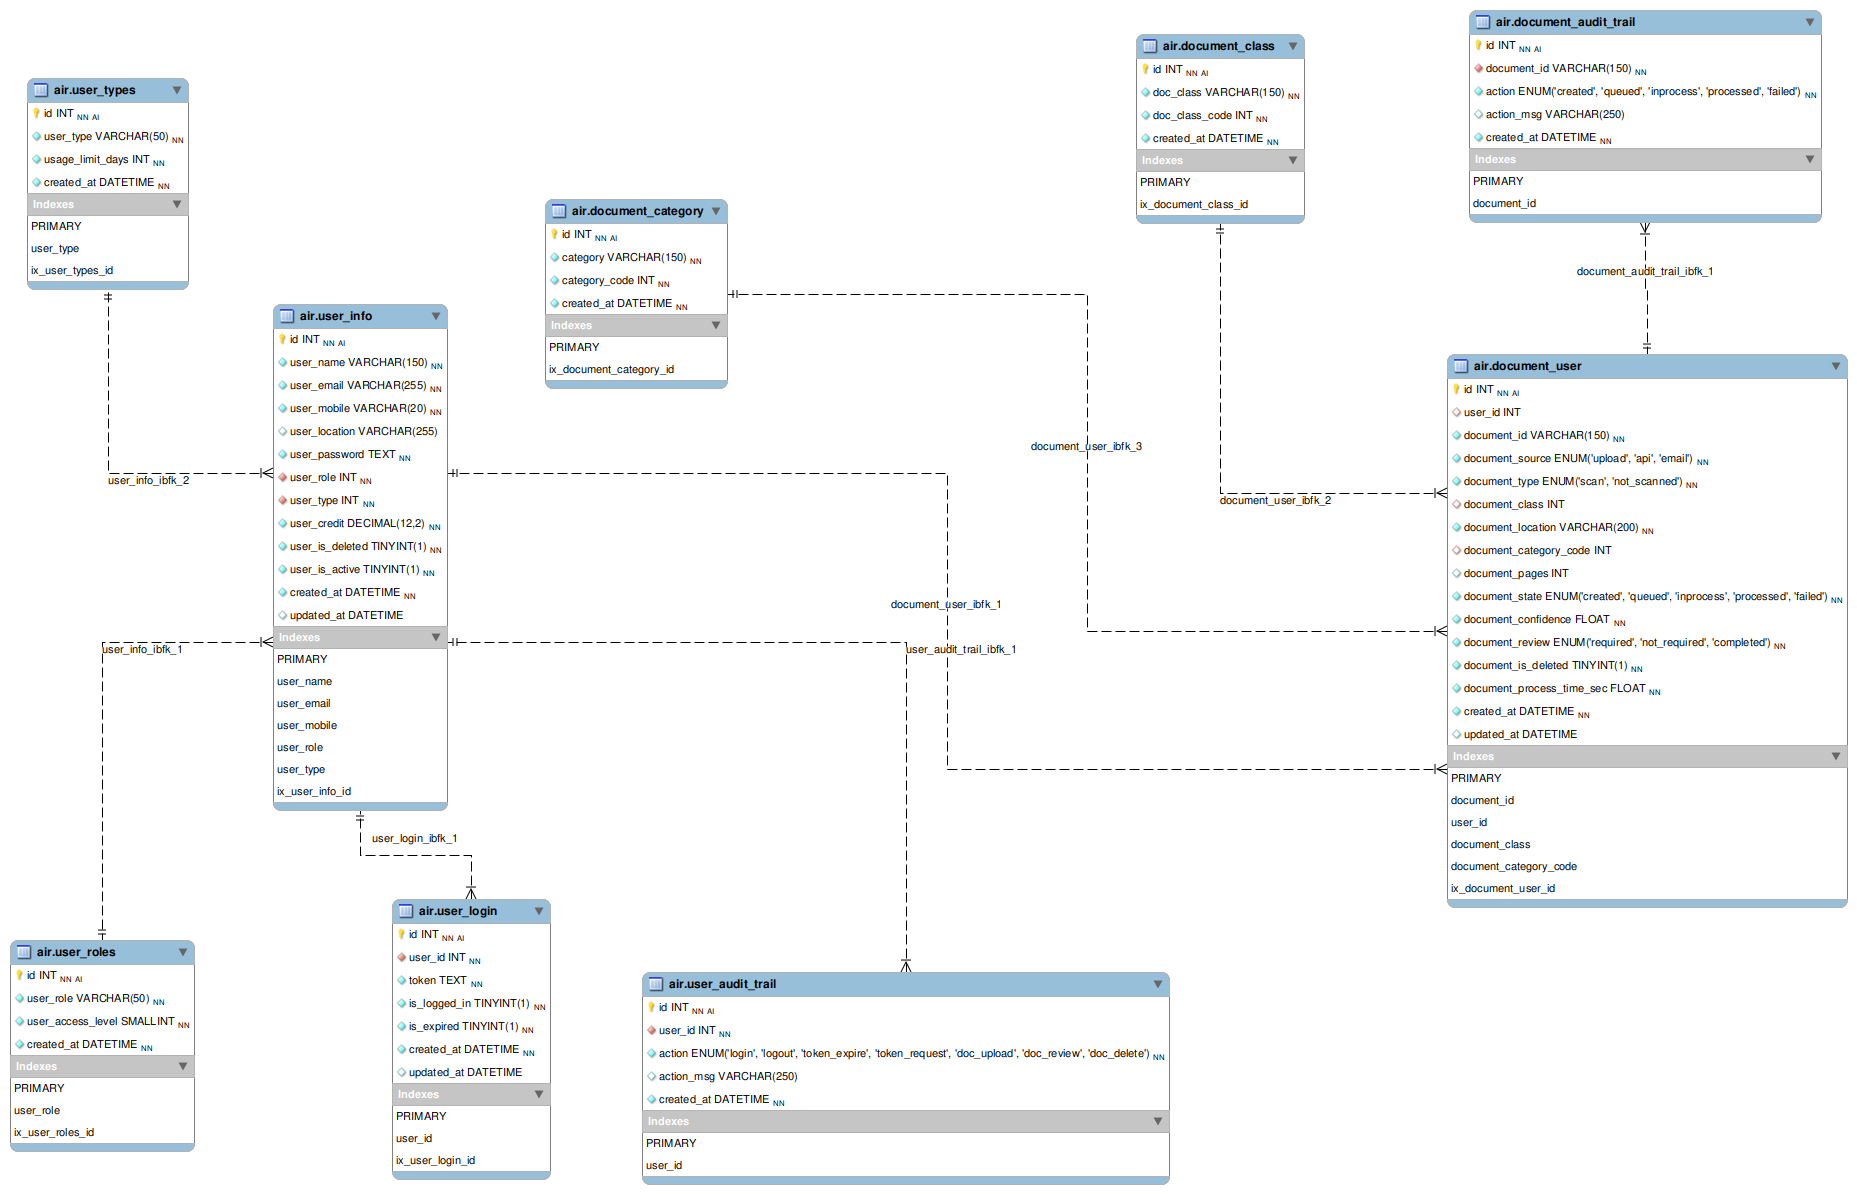 air.user_types
id INT NN AI
user_type VARCHAR(50) NN
usage_limit_days INT NN
created_at DATETIME NN
Indexes
PRIMARY
user_type
ix_user_types_id
user_info_ibfk_2
air.user_info
id INT NN AI
user_name VARCHAR(150) NN
user_email VARCHAR(255) NN
user_mobile VARCHAR(20) NN
user_location VARCHAR(255)
user_password TEXT NN
user_role INT NN
user_type INT NN
user_credit DECIMAL(12,2) NN
user_is_deleted TINYINT(1) NN
user_is_active TINYINT(1) NN
created_at DATETIME NN
updated_at DATETIME
Indexes
PRIMARY
user_name
user_email
user_mobile
user_role
user_type
ix_user_info_id
user_info_ibfk_1
user_login_ibfk_1
air.user_roles
id INT NN AI
user_role VARCHAR(50) NN
user_access_level SMALLINT NN
created_at DATETIME NN
Indexes
PRIMARY
user_role
ix_user_roles_id
air.user_login
id INT NN AI
user_id INT NN
token TEXT NN
is_logged_in TINYINT(1) NN
is_expired TINYINT(1) NN
created_at DATETIME NN
updated_at DATETIME
Indexes
PRIMARY
user_id
ix_user_login_id
air.document_category
id INT NN AI
category VARCHAR(150) NN
category_code INT NN
created_at DATETIME NN
Indexes
PRIMARY
ix_document_category_id
document_user_ibfk_3
document_user_ibfk_1
user_audit_trail_ibfk_1
air.user_audit_trail
id INT NN AI
user_id INT NN
action ENUM('login', 'logout', 'token_expire', 'token_request', 'doc_upload', 'doc_review', 'doc_delete') NN
action_msg VARCHAR(250)
created_at DATETIME NN
Indexes
PRIMARY
user_id
air.document_class
id INT NN AI
doc_class VARCHAR(150) NN
doc_class_code INT NN
created_at DATETIME NN
Indexes
PRIMARY
ix_document_class_id
document_user_ibfk_2
air.document_audit_trail
id INT NN AI
document_id VARCHAR(150) NN
action ENUM('created', 'queued', 'inprocess', 'processed', 'failed') NN
action_msg VARCHAR(250)
created_at DATETIME NN
Indexes
PRIMARY
document_id
document_audit_trail_ibfk_1
air.document_user
id INT NN AI
user_id INT
document_id VARCHAR(150) NN
document_source ENUM('upload', 'api', 'email') NN
document_type ENUM('scan', 'not_scanned') NN
document_class INT
document_location VARCHAR(200) NN
document_category_code INT
document_pages INT
document_state ENUM('created', 'queued', 'inprocess', 'processed', 'failed') NN
document_confidence FLOAT NN
document_review ENUM('required', 'not_required', 'completed') NN
document_is_deleted TINYINT(1) NN
document_process_time_sec FLOAT NN
created_at DATETIME NN
updated_at DATETIME
Indexes
PRIMARY
document_id
user_id
document_class
document_category_code
ix_document_user_id